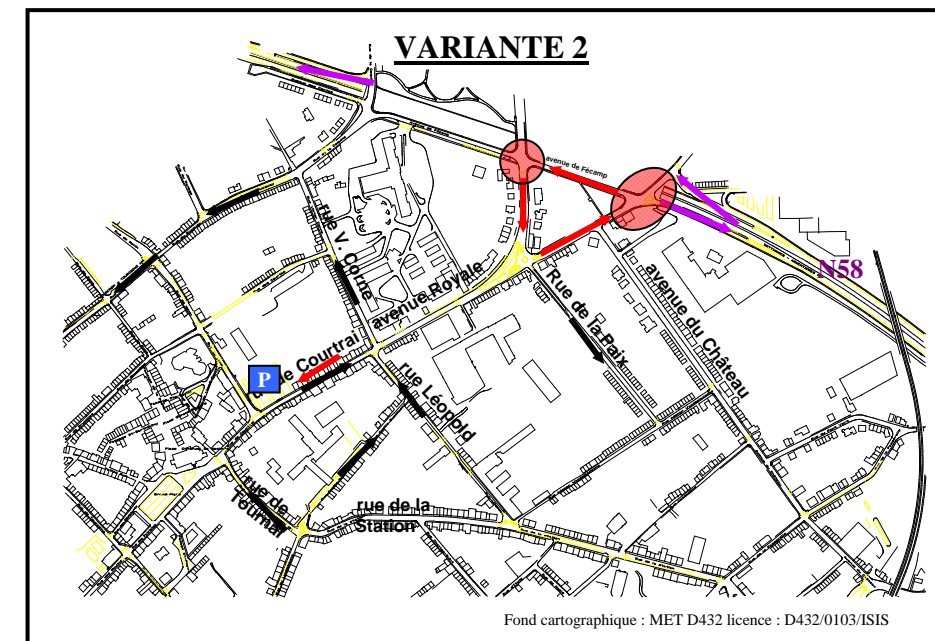 VARIANTE 2
avenue de Fécamp
N58
rue V. Corne
avenue Royale
Rue de la Paix
avenue du Château
de Courtrai
P
rue Léopold
rue de
Tournai
rue de la
Station
Fond cartographique : MET D432 licence : D432/0103/ISIS